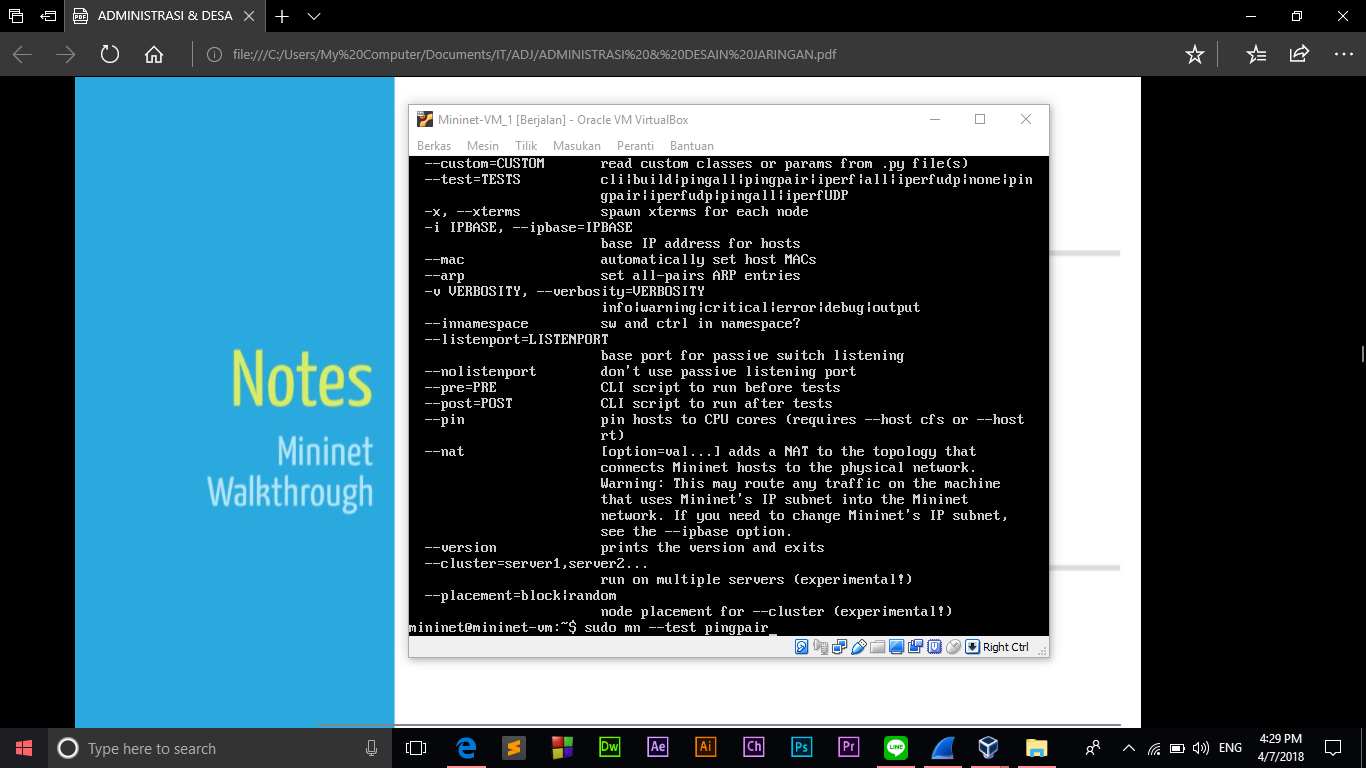 ADMINISTRASI & DESA
file:///C:/Users/My%20Computer/Documents/IT/ADJ/ADMINISTRASI%20&%20DESAIN%20JARINGAN.pdf
Notes
Mininet
Walkthrough
Mininet-VM_1 [Berjalan] - Oracle VM VirtualBox
Berkas Mesin Tilik Masukan Peranti Bantuan
--custom=CUSTOM read custom classes or params from .py file(s)
--test=TESTS cli|build|pingall|pingpair|iperf|all|iperfudp|none|pin
gpair|iperfudp|pingall|iperfUDP
-x, --xterms spawn xterms for each node
-i IPBASE, --ipbase=IPBASE
base IP address for hosts
--mac automatically set host MACs
--arp set all-pairs ARP entries
-v VERBOSITY, --verbosity=VERBOSITY
info|warning|critical|error|debug|output
--innamespace sw and ctrl in namespace?
--listenport=LISTENPORT
base port for passive switch listening
--nolistenport don't use passive listening port
--pre=PRE CLI script to run before tests
--post=POST CLI script to run after tests
--pin pin hosts to CPU cores (requires --host cfs or --host
rt)
--nat [option=val...] adds a NAT to the topology that
connects Mininet hosts to the physical network.
Warning: This may route any traffic on the machine
that uses Mininet's IP subnet into the Mininet
network. If you need to change Mininet's IP subnet,
see the --ipbase option.
--version prints the version and exits
--cluster=server1,server2...
run on multiple servers (experimental!)
--placement=block|random
node placement for --cluster (experimental!)
mininet@mininet-vm:~$ sudo mn --test pingpair_
Right Ctrl
Type here to search
Dw
Ae
Ai
Ch
Ps
Pr
LINE
ENG
4:29 PM
4/7/2018